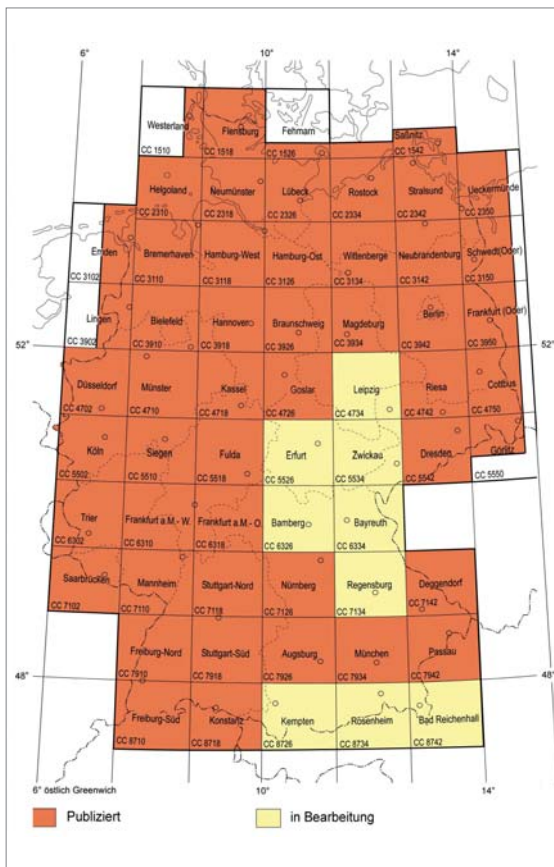 6° 10° 14°
Westerland Flensburg Fehmarn Saßnitz
CC 1510 CC 1518 CC 1526 CC 1542
Helgoland Neumünster Lübeck Rostock Stralsund Ueckermünde
CC 2310 CC 2318 CC 2326 CC 2334 CC 2342 CC 2350
Emden Bremerhaven Hamburg-West Hamburg-Ost Wittenberge Neubrandenburg Schwedt(Oder)
CC 3102 CC 3110 CC 3118 CC 3126 CC 3134 CC 3142 CC 3150
Lingen Bielefeld Hannover Braunschweig Magdeburg Berlin Frankfurt (Oder)
52° CC 3902 CC 3910 CC 3918 CC 3926 CC 3934 CC 3942 CC 3950 52°
Düsseldorf Münster Kassel Goslar Leipzig Riesa Cottbus
CC 4702 CC 4710 CC 4718 CC 4726 CC 4734 CC 4742 CC 4750
Köln Siegen Fulda Erfurt Zwickau Dresden Görlitz
CC 5502 CC 5510 CC 5518 CC 5526 CC 5534 CC 5542 CC 5550
Trier Frankfurt a.M.- W. Frankfurt a.M.- O. Bamberg Bayreuth
CC 6302 CC 6310 CC 6318 CC 6326 CC 6334
Saarbrücken Mannheim Stuttgart-Nord Nürnberg Regensburg Deggendorf
CC 7102 CC 7110 CC 7118 CC 7126 CC 7134 CC 7142
Freiburg-Nord Stuttgart-Süd Augsburg München Passau
48° CC 7910 CC 7918 CC 7926 CC 7934 CC 7942 48°
Freiburg-Süd Konstanz Kempten Rosenheim Bad Reichenhall
CC 8710 CC 8718 CC 8726 CC 8734 CC 8742
6° östlich Greenwich 10° 14°
Publiziert in Bearbeitung